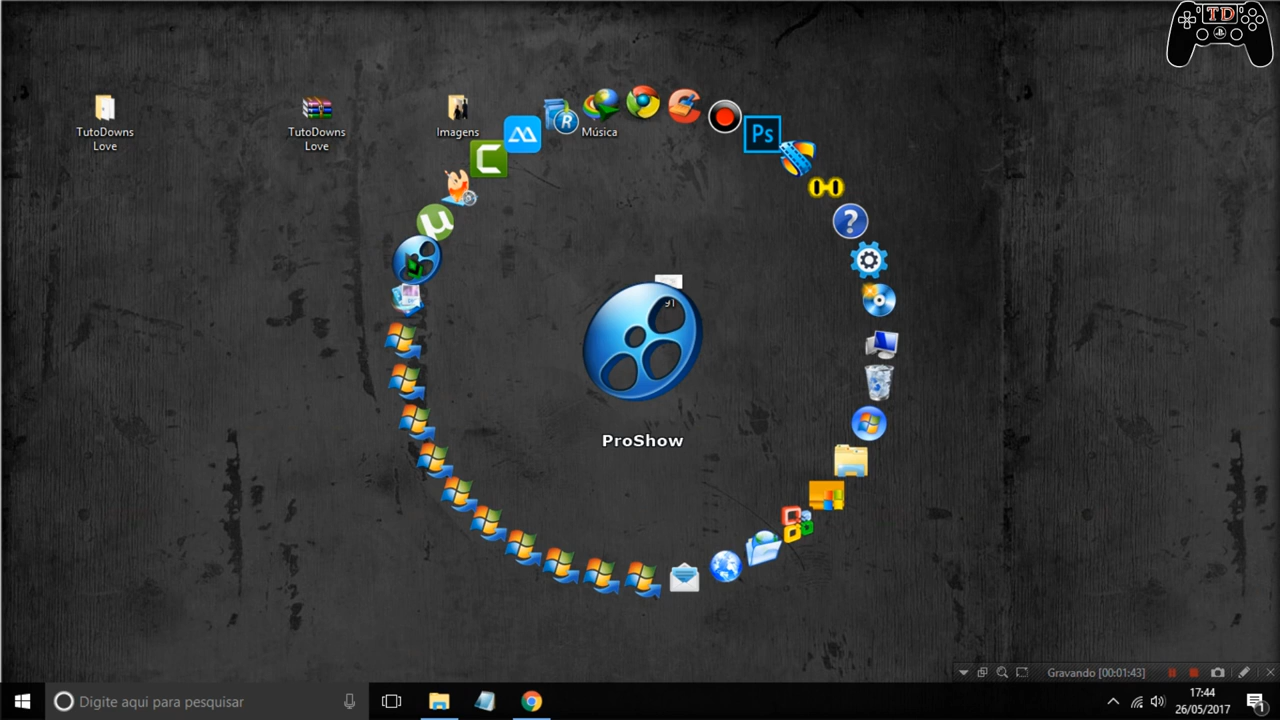 TD
TutoDowns
Love
TutoDowns
Love
Imagens
R
Música
Ps
µ
?
ProShow
Gravando [00:01:43]
Digite aqui para pesquisar
17:44
26/05/2017
1